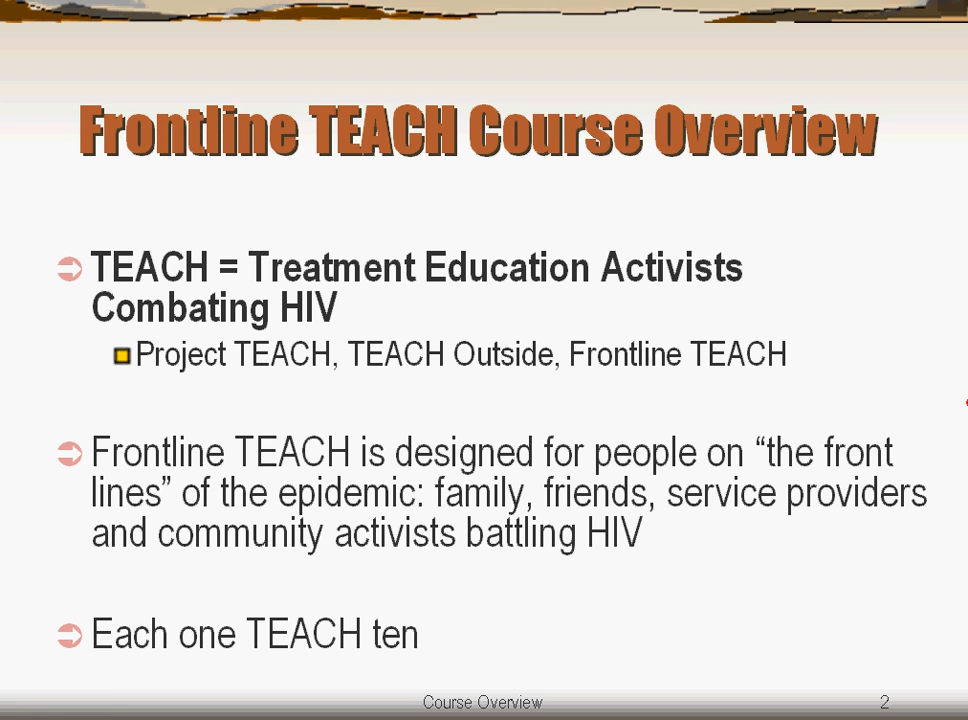 Frontline TEACH Course Overview
TEACH = Treatment Education Activists
Combating HIV
Project TEACH, TEACH Outside, Frontline TEACH
Frontline TEACH is designed for people on “the front
lines” of the epidemic: family, friends, service providers
and community activists battling HIV
Each one TEACH ten
Course Overview
2